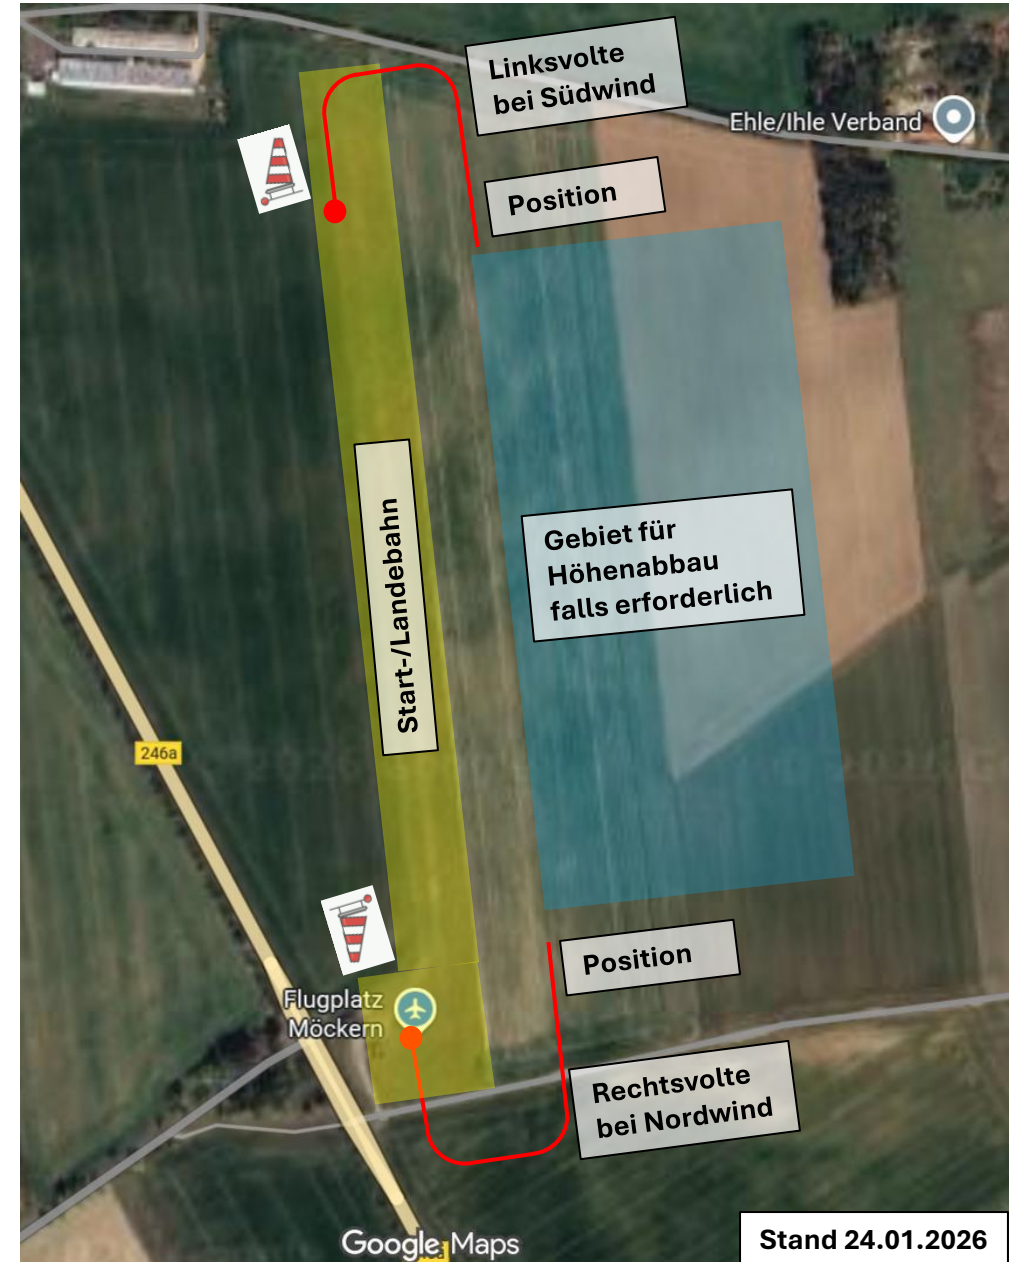 Linksvolte
bei Südwind
Ehle/Ihle Verband
Position
Gebiet für
Höhenabbau
falls erforderlich
Start-/Landebahn
246a
Position
Flugplatz
Möckern
Rechtsvolte
bei Nordwind
Google Maps
Stand 24.01.2026